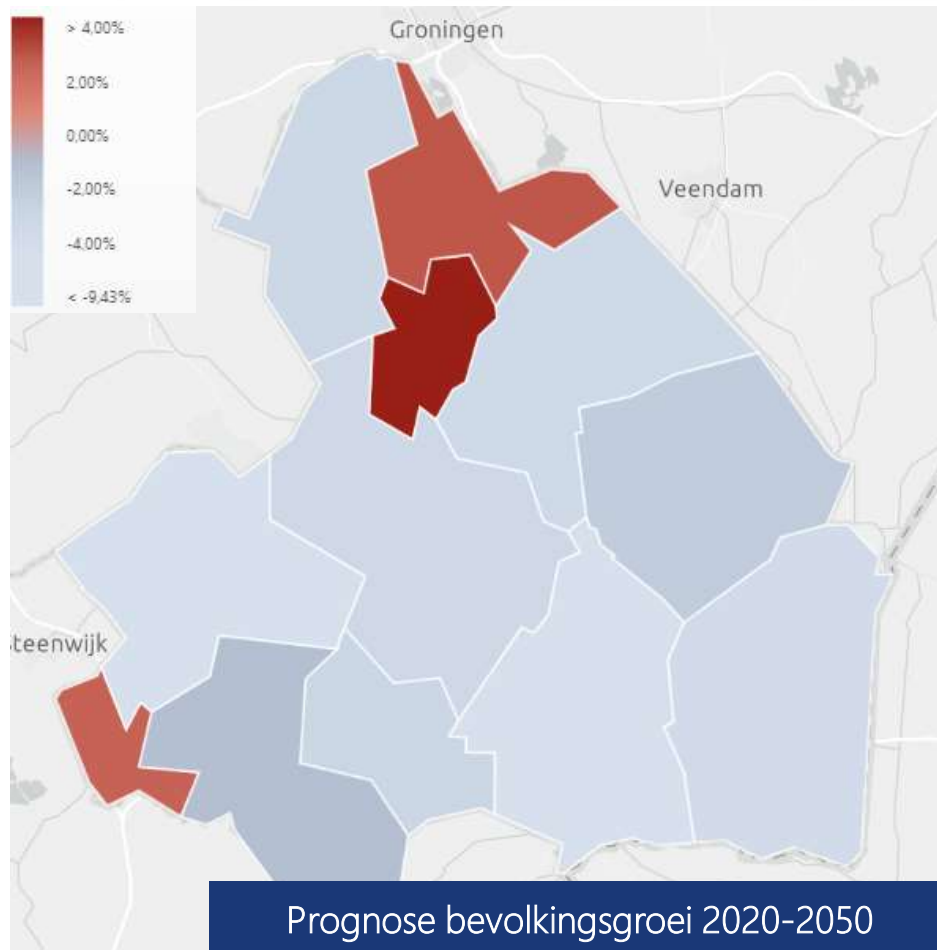 > 4,00%
2,00%
0,00%
-2,00%
-4,00%
< -9,43%
Groningen
Veendam
teenwijk
Prognose bevolkingsgroei 2020-2050